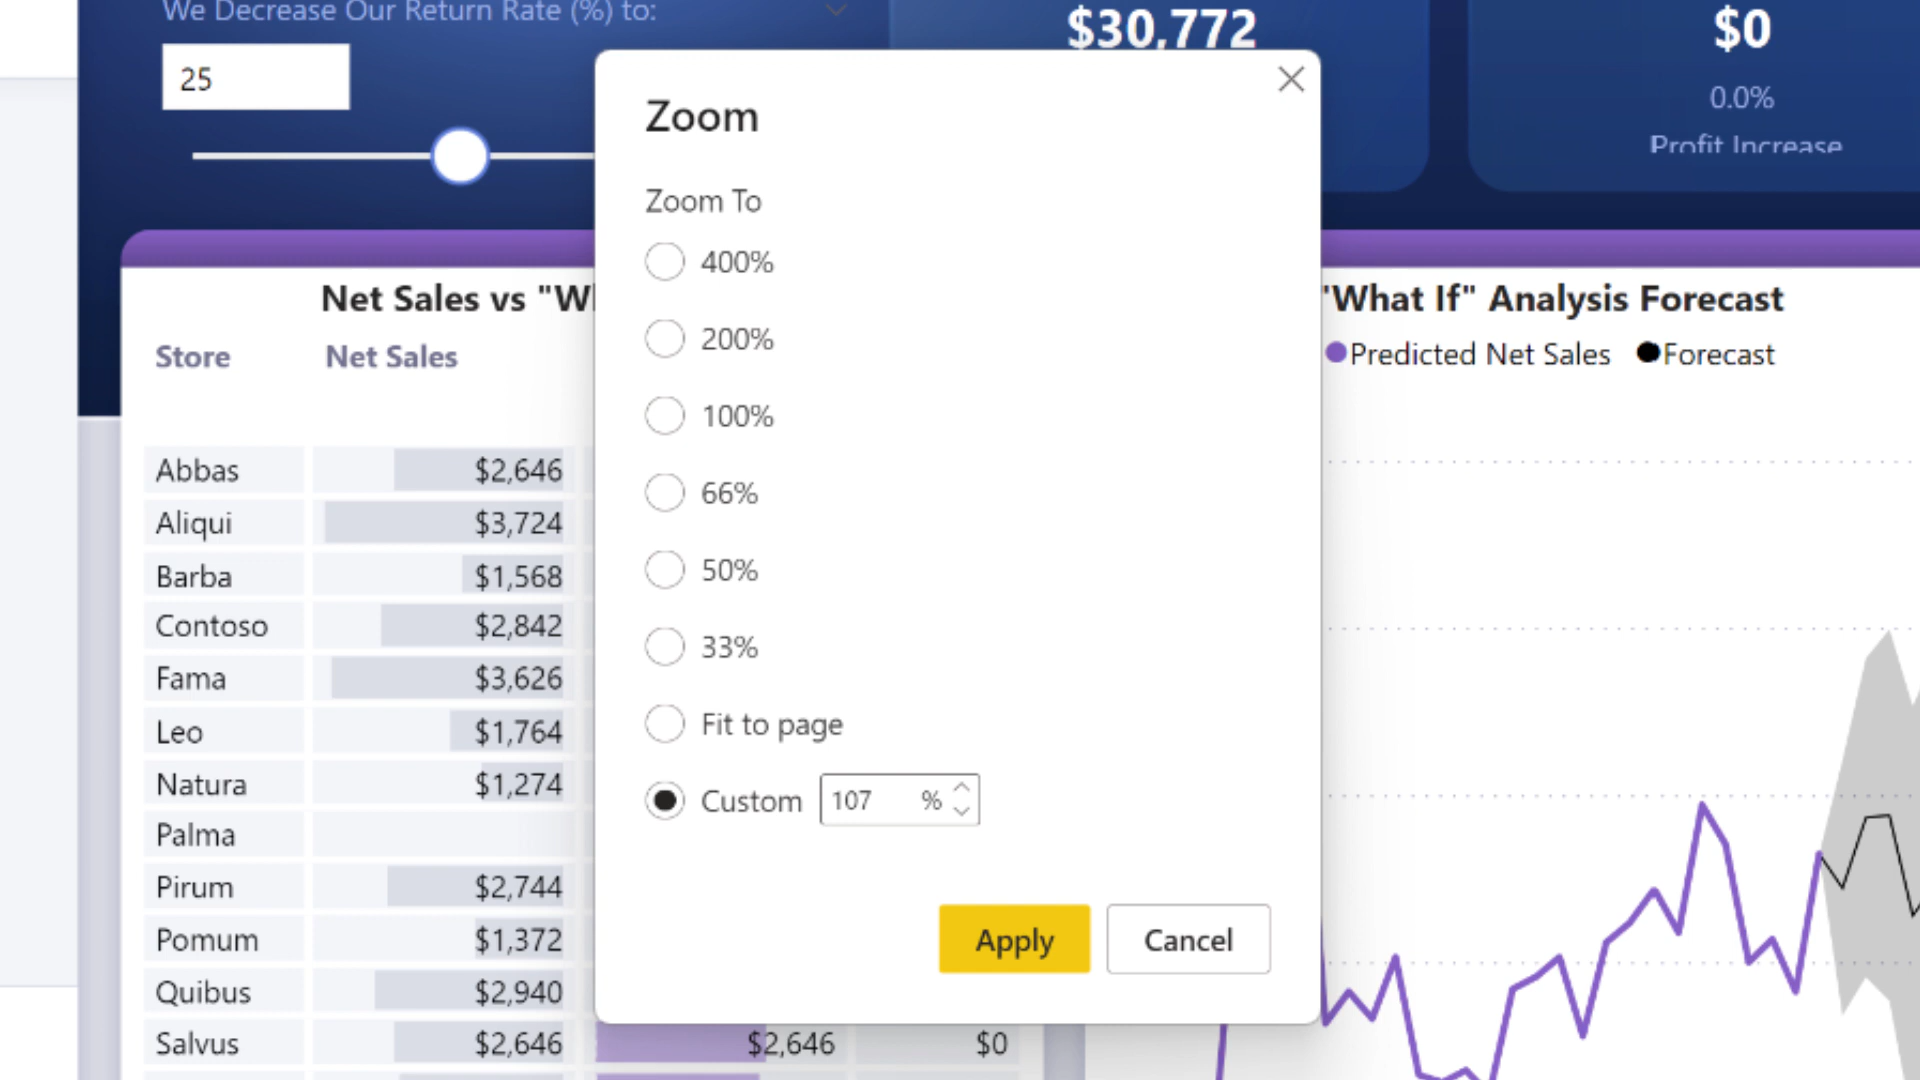 We Decrease Our Return Rate (%) to:
25
$30,772
$0
0.0%
Profit Increase
Zoom
Zoom To
400%
200%
100%
66%
50%
33%
Fit to page
Custom 107 %
Apply Cancel
Net Sales vs "W
Store Net Sales
Abbas $2,646
Aliqui $3,724
Barba $1,568
Contoso $2,842
Fama $3,626
Leo $1,764
Natura $1,274
Palma
Pirum $2,744
Pomum $1,372
Quibus $2,940
Salvus $2,646 $2,646 $0
"What If" Analysis Forecast
Predicted Net Sales Forecast